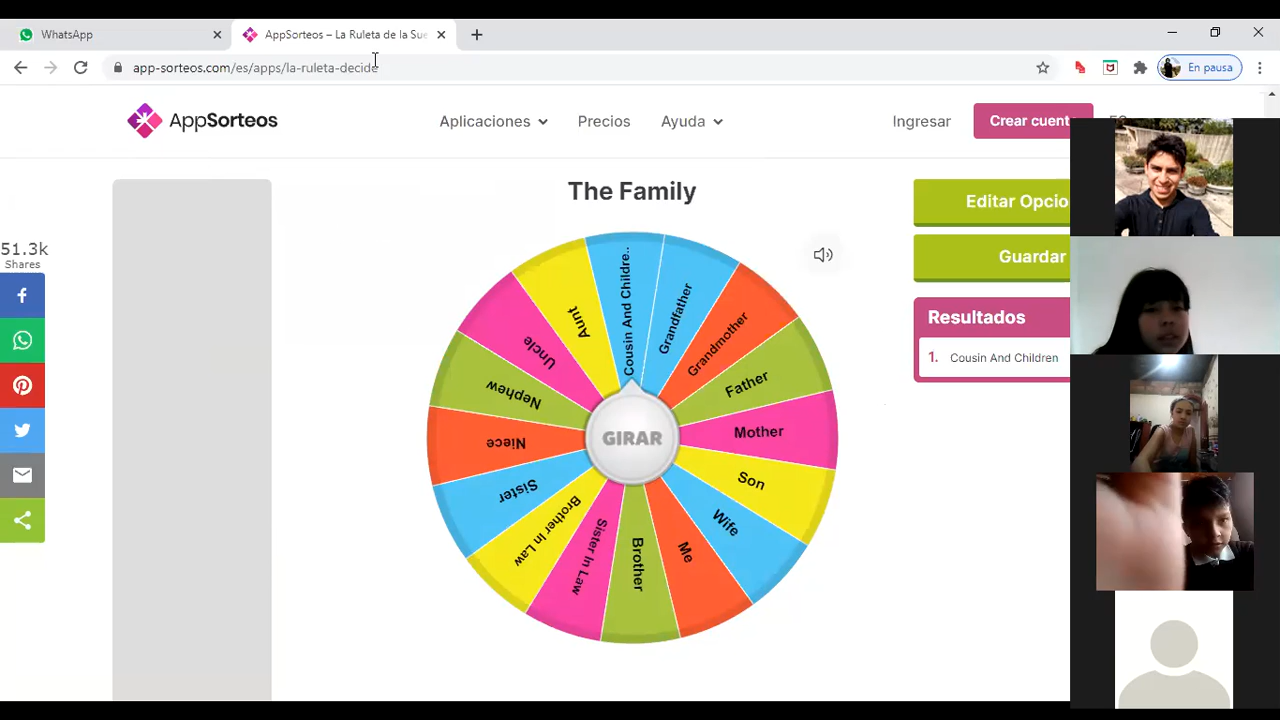 WhatsApp
AppSorteos – La Ruleta de la Sue
app-sorteos.com/es/apps/la-ruleta-decide
En pausa
AppSorteos
Aplicaciones
Precios
Ayuda
Ingresar
Crear cuent
51.3k
Shares
The Family
Cousin And Childre..
Grandfather
Grandmother
Father
Mother
Son
Wife
Me
Brother
Sister In Law
Brother In Law
Sister
Niece
Nephew
Uncle
Aunt
GIRAR
Editar Opcio
Guardar
Resultados
1. Cousin And Children